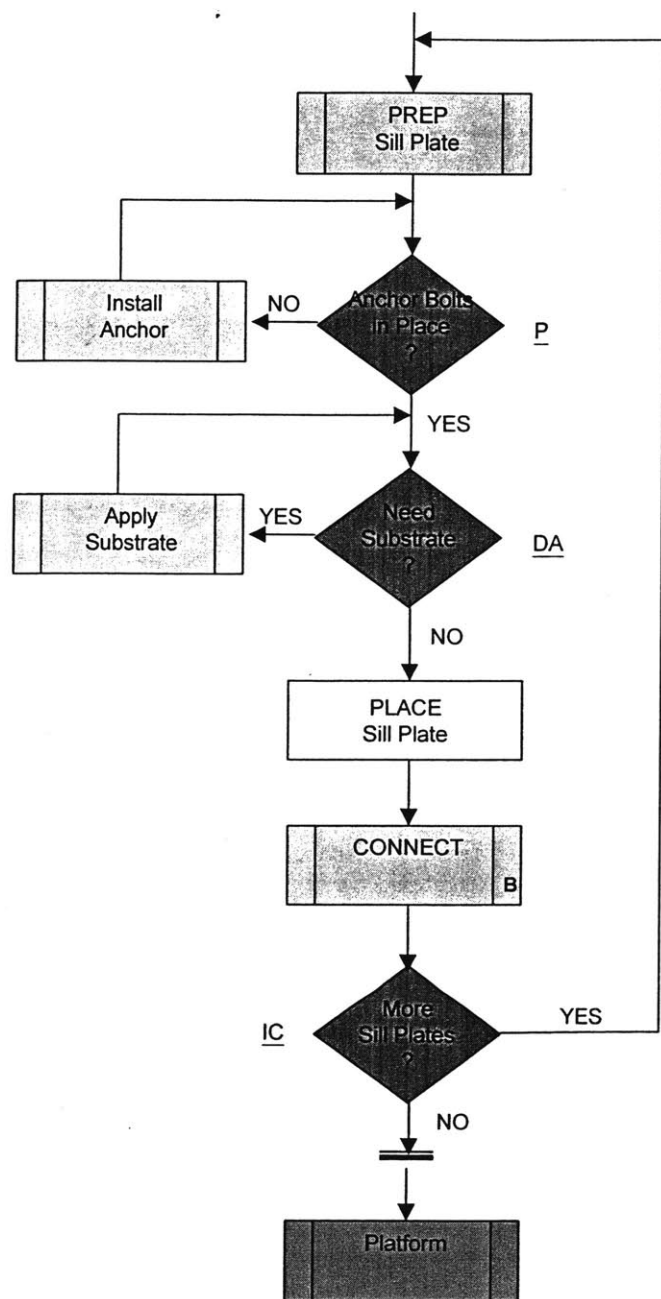 PREP
Sill Plate
Anchor Bolts
in Place
?
P
NO
Install
Anchor
YES
Need
Substrate
?
DA
YES
Apply
Substrate
NO
PLACE
Sill Plate
CONNECT
B
More
Sill Plates
?
IC
YES
NO
Platform